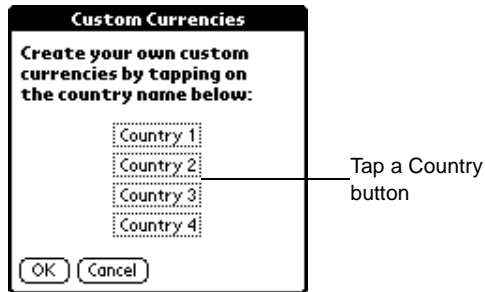 Custom Currencies
Create your own custom
currencies by tapping on
the country name below:
Country 1
Country 2
Country 3
Country 4
Tap a Country
button
OK Cancel